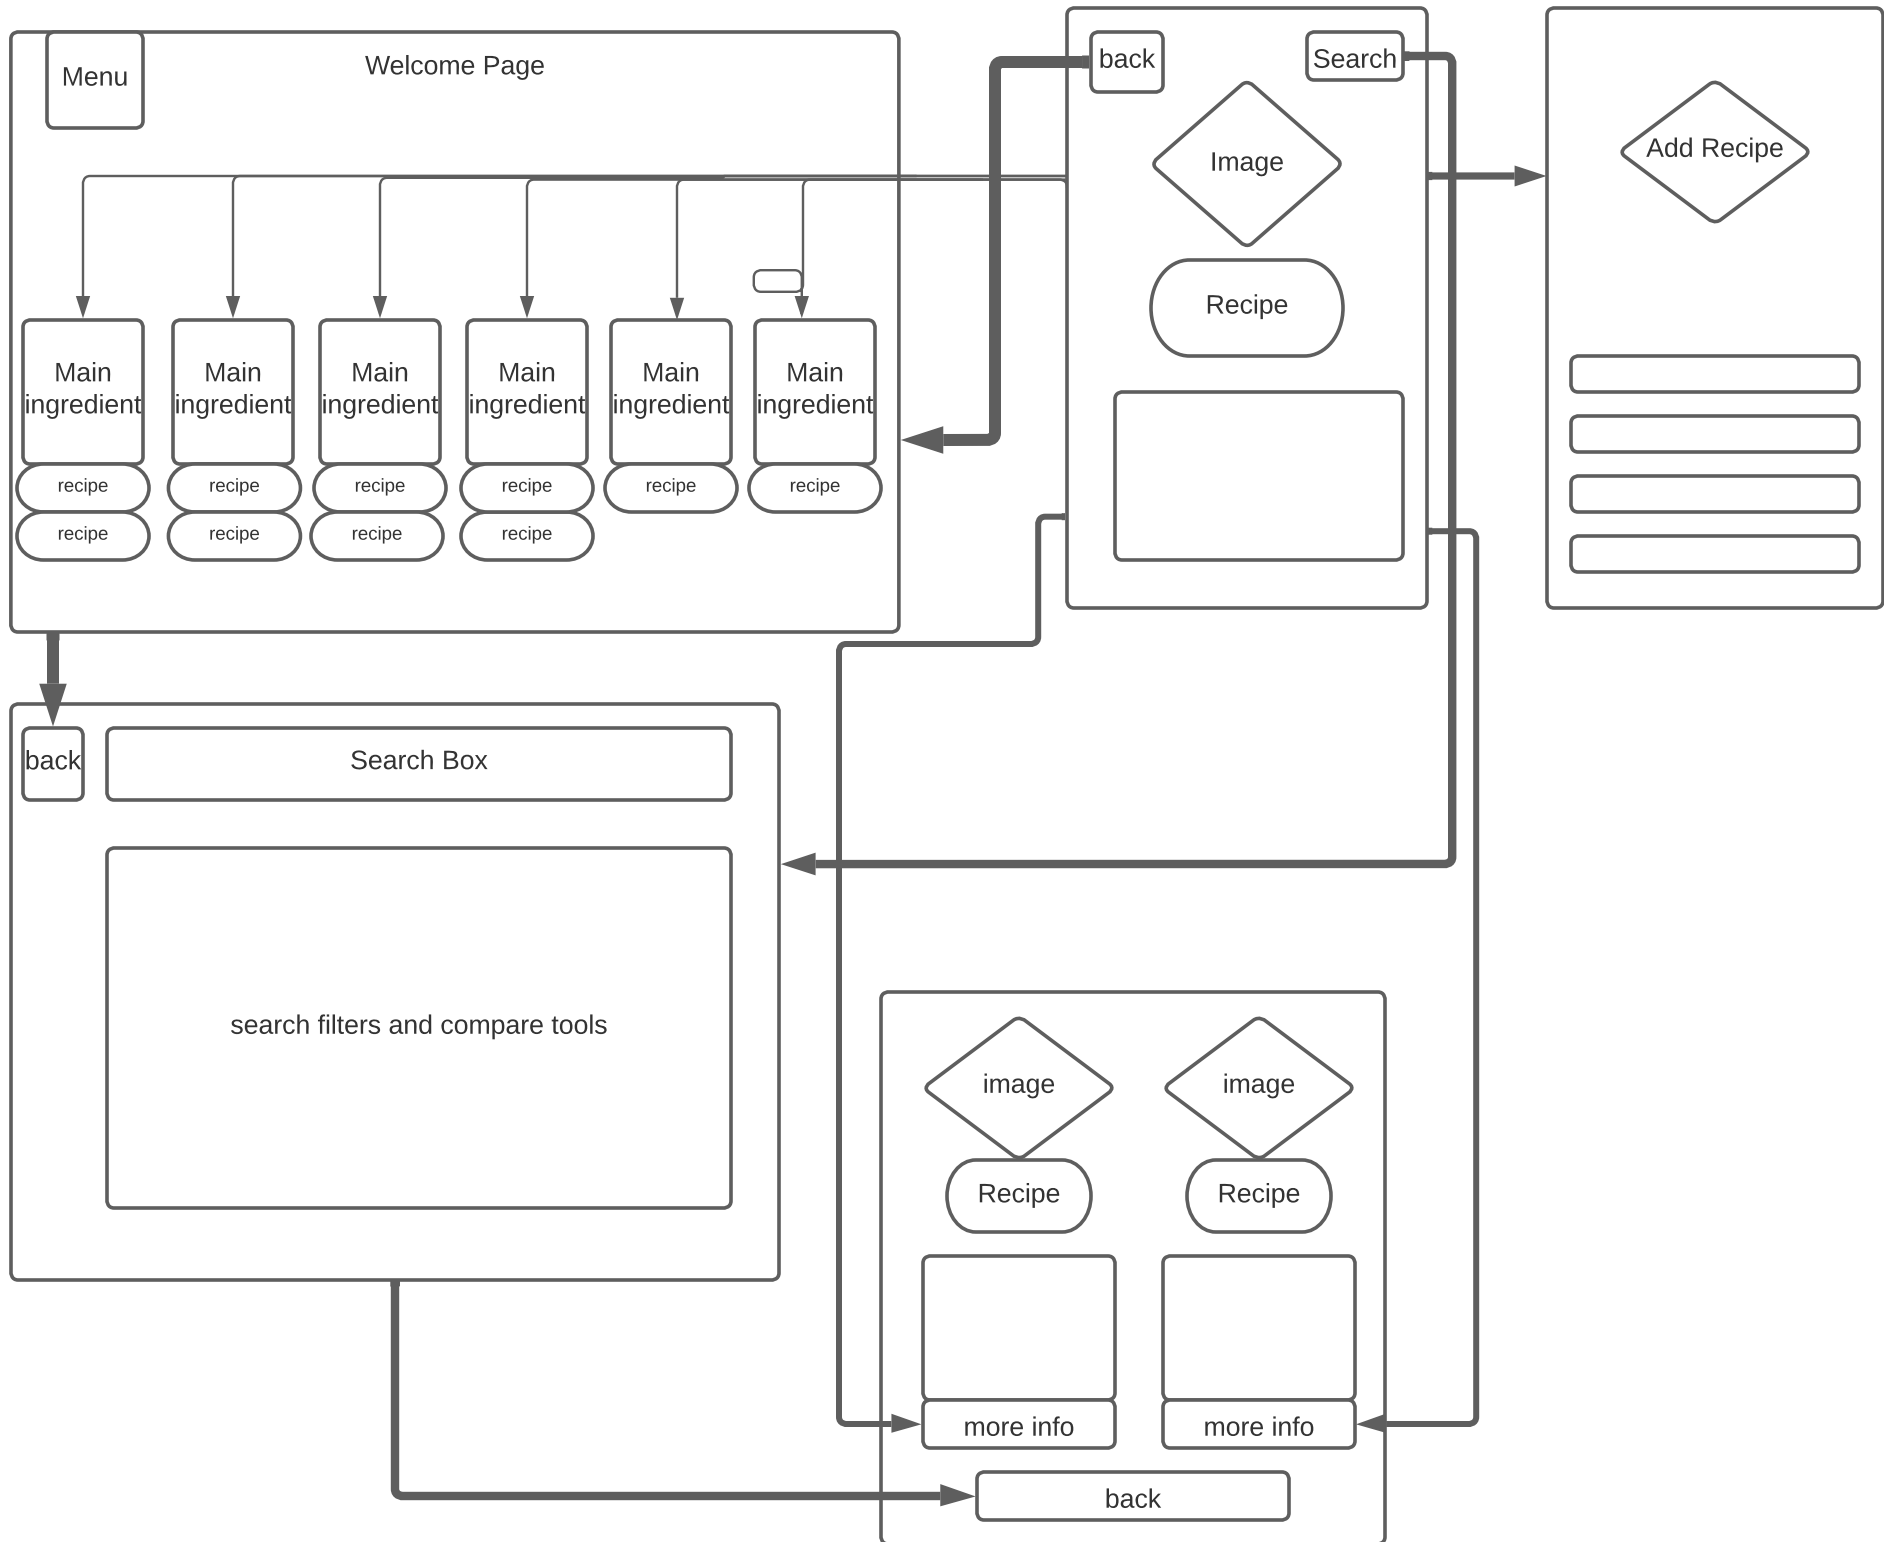 Menu
Welcome Page
Main
ingredient
Main
ingredient
Main
ingredient
Main
ingredient
Main
ingredient
Main
ingredient
recipe
recipe
recipe
recipe
recipe
recipe
recipe
recipe
recipe
recipe
back
Search
Image
Recipe
Add Recipe
back
Search Box
search filters and compare tools
image
image
Recipe
Recipe
more info
more info
back